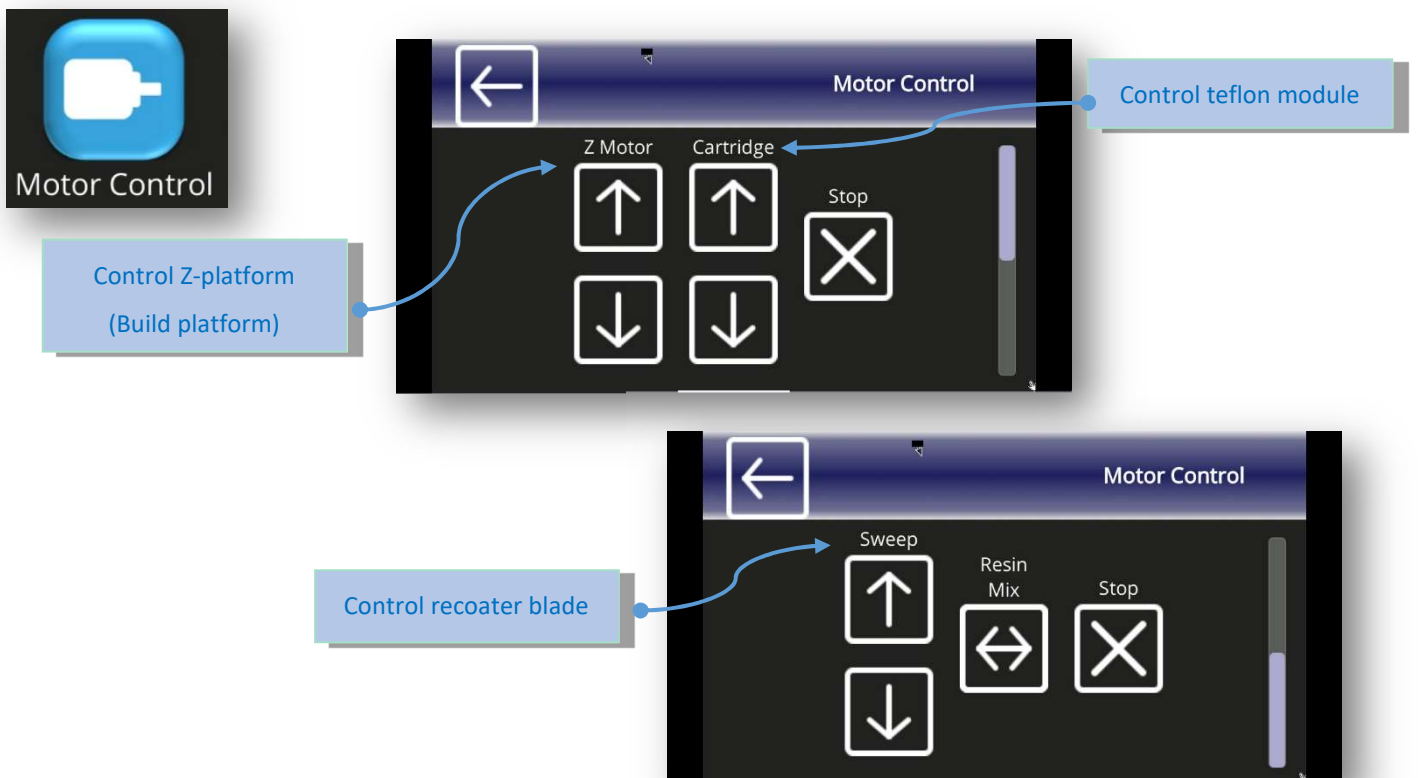 Motor Control
Motor Control
Control teflon module
Z Motor
Cartridge
Stop
Control Z-platform
(Build platform)
Motor Control
Sweep
Resin
Mix
Stop
Control recoater blade